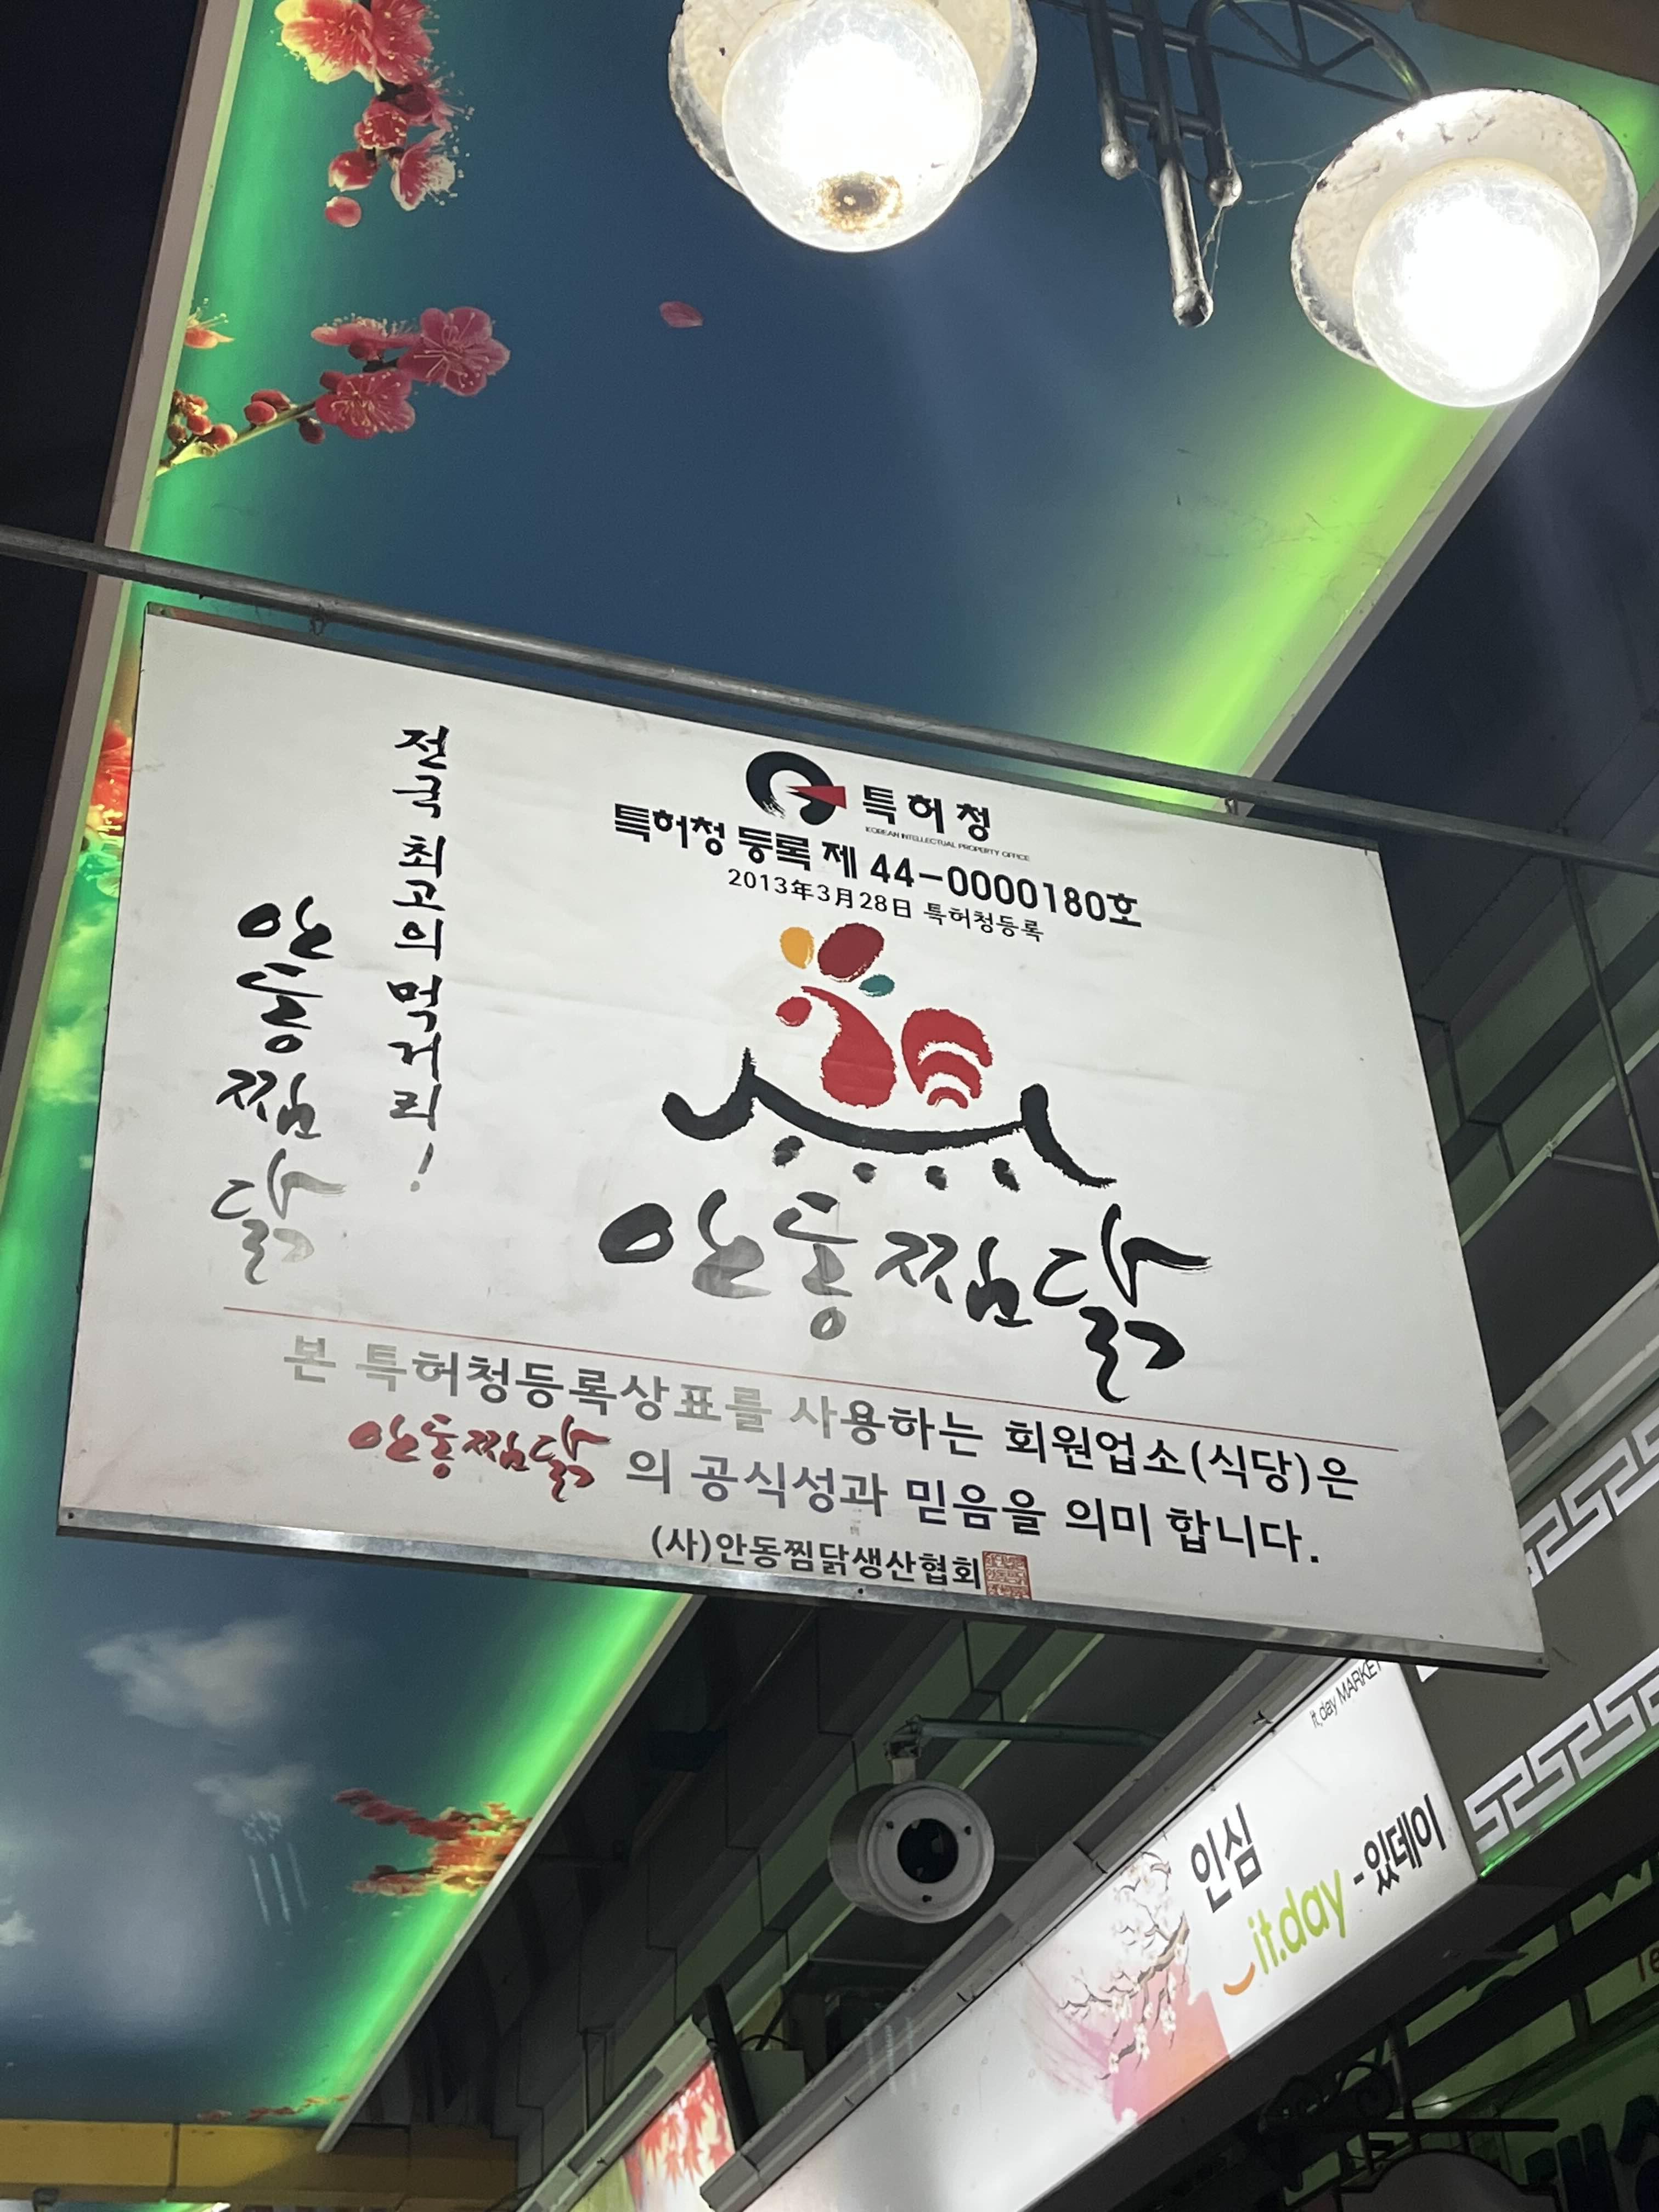 특허청
KOREAN INTELLECTUAL PROPERTY OFFICE
특허청 등록 제 44-0000180호
2013年3月28日 특허청등록
전국 최고의 먹거리!
안동찜닭
안동찜닭
본 특허청등록상표를 사용하는 회원업소(식당)은
안동찜닭의 공식성과 믿음을 의미 합니다.
(사)안동찜닭생산협회
it.day MARKET
인심
it.day-있데이